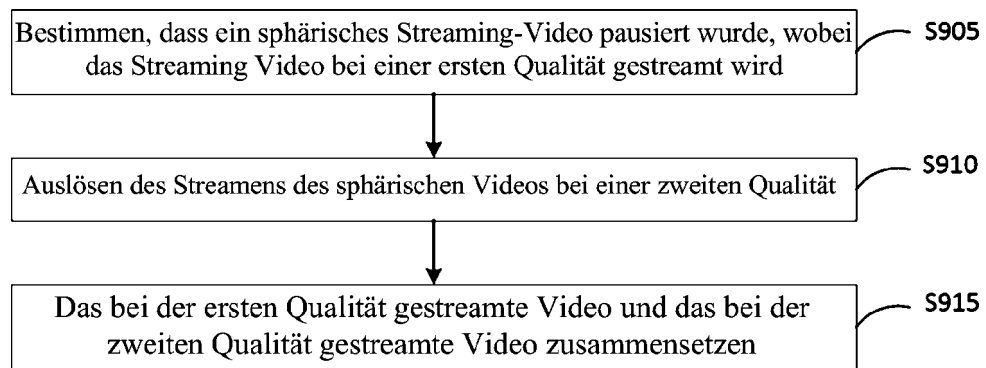 Bestimmen, dass ein sphärisches Streaming-Video pausiert wurde, wobei
das Streaming Video bei einer ersten Qualität gestreamt wird
S905
Auslösen des Streamens des sphärischen Videos bei einer zweiten Qualität
S910
Das bei der ersten Qualität gestreamte Video und das bei der
zweiten Qualität gestreamte Video zusammensetzen
S915